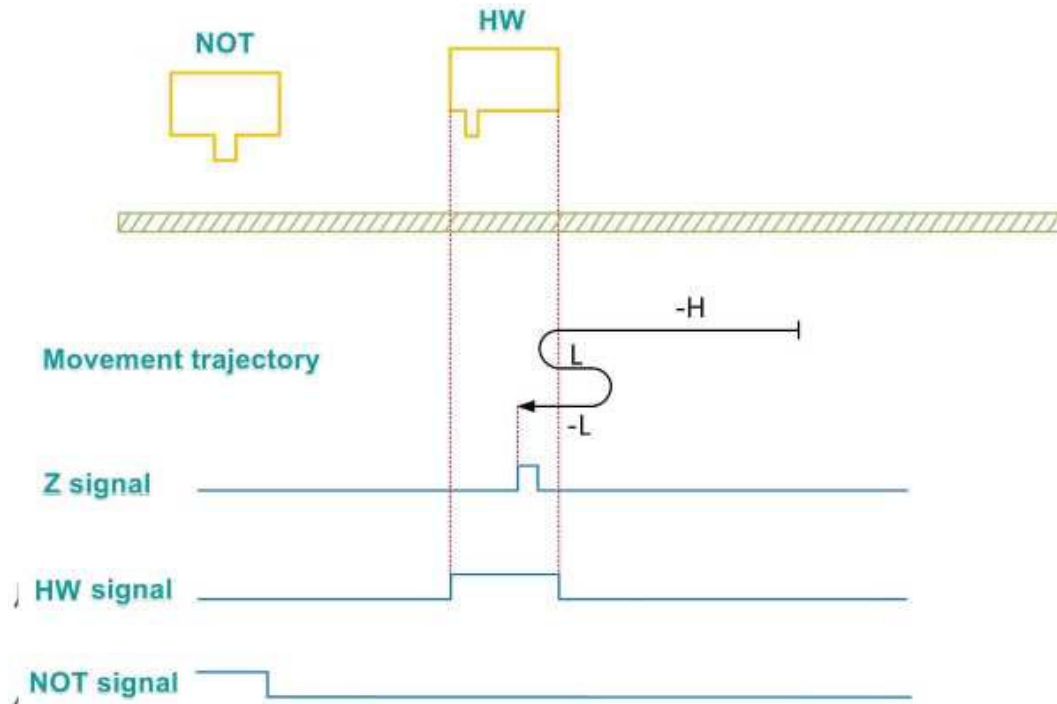 NOT
HW
-H
Movement trajectory
L
-L
Z signal
HW signal
NOT signal